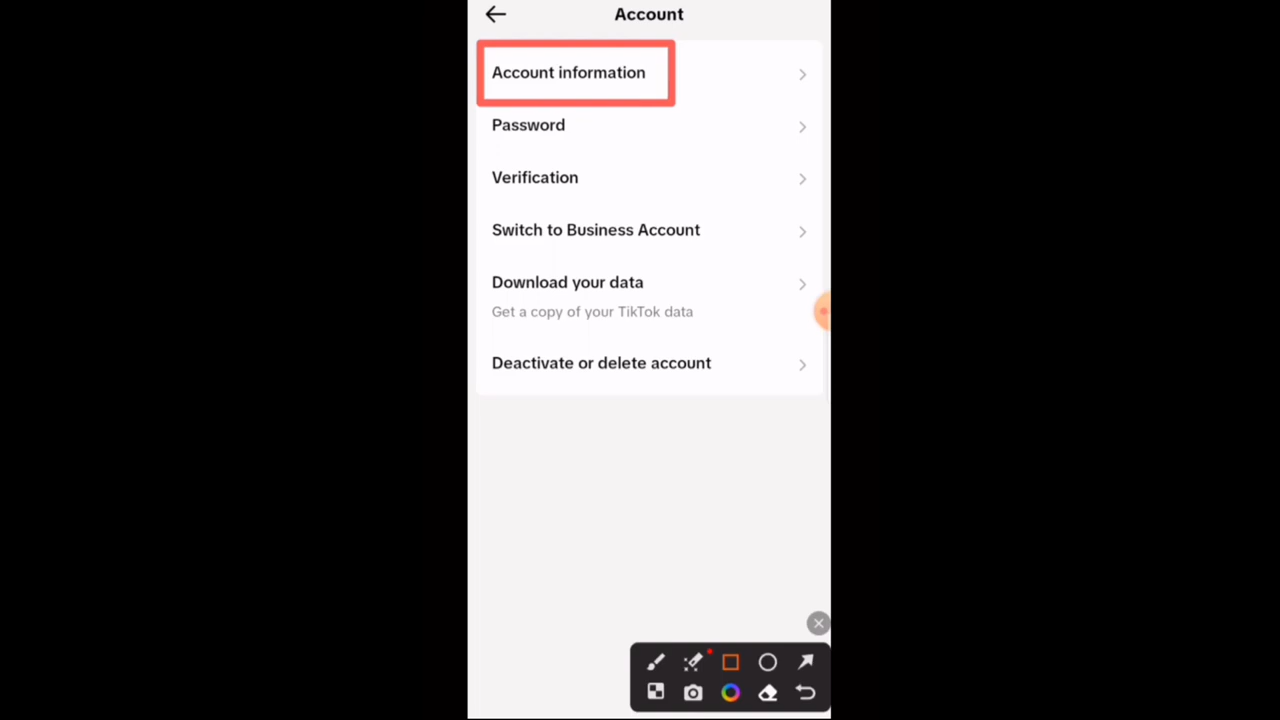 Account
Account information
Password
Verification
Switch to Business Account
Download your data
Get a copy of your TikTok data
Deactivate or delete account